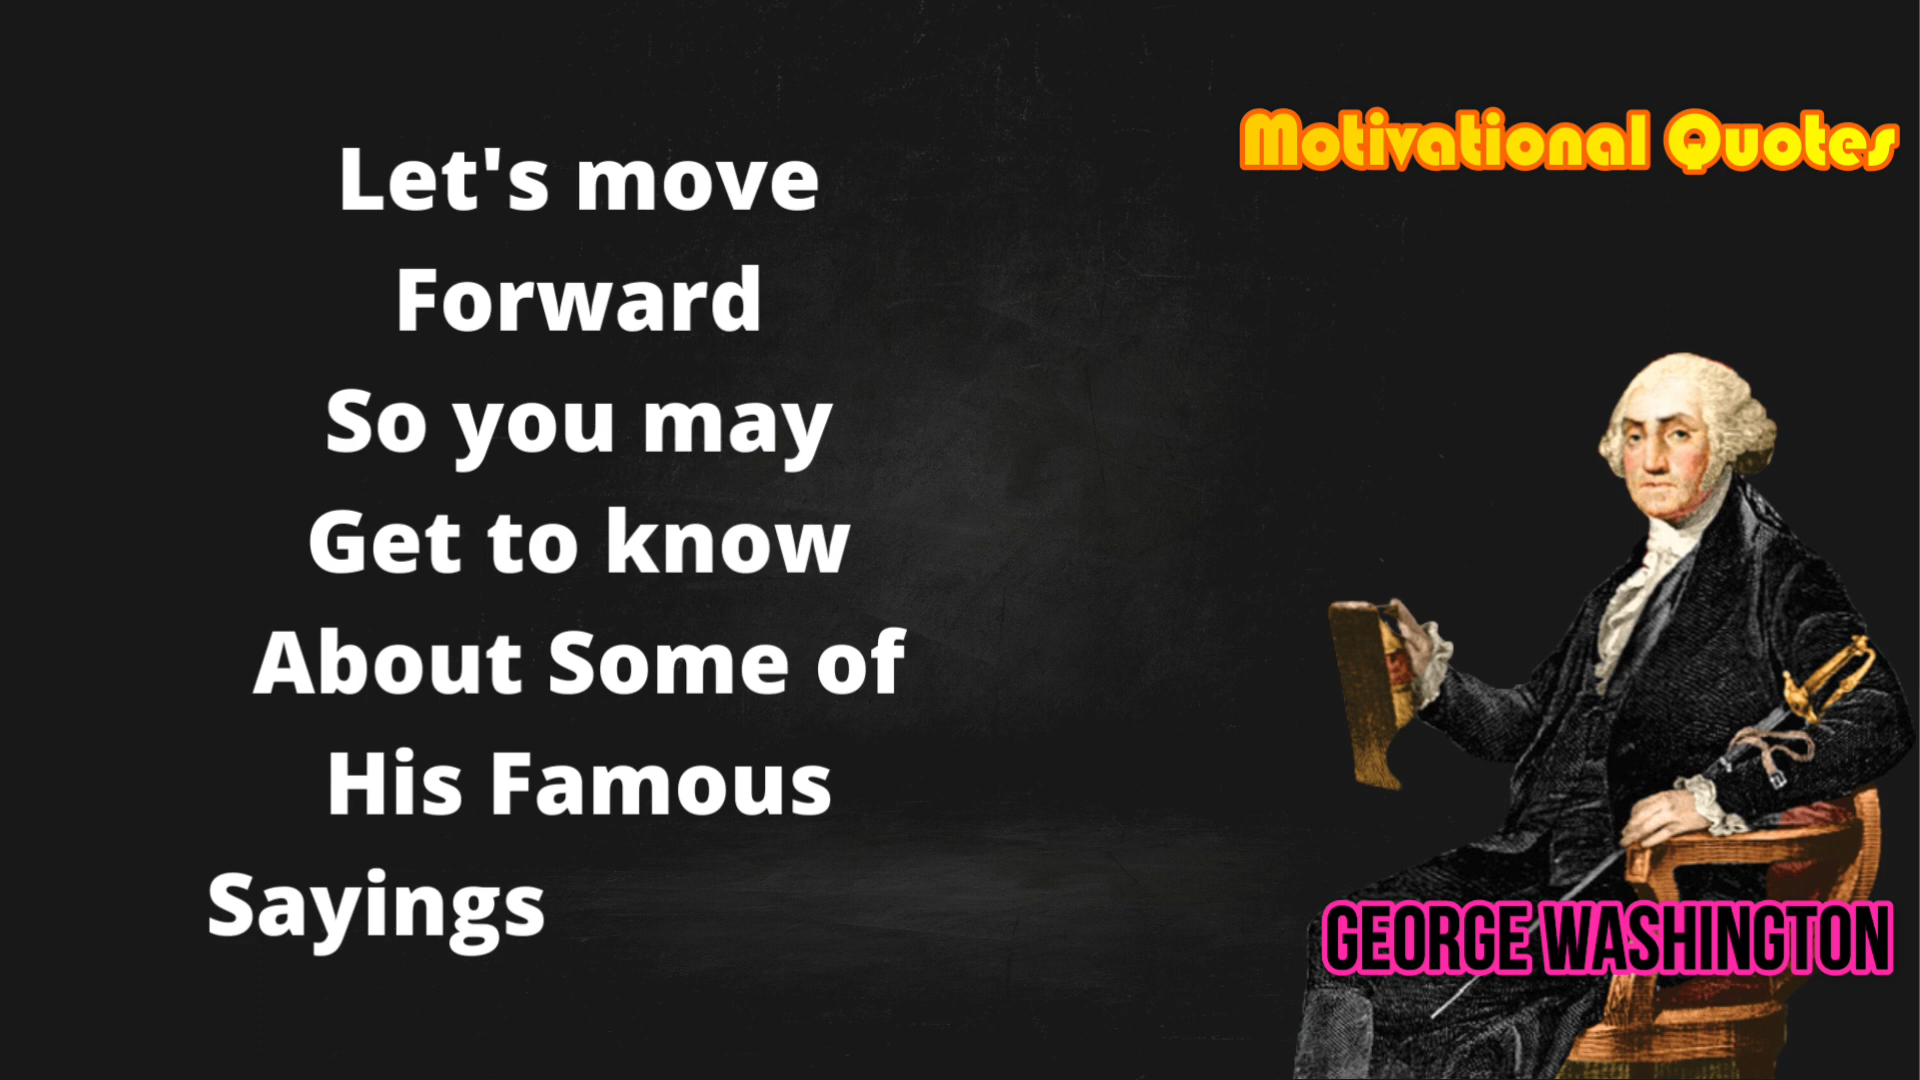 Motivational Quotes
Let's move
Forward
So you may
Get to know
About Some of
His Famous
Sayings
GEORGE WASHINGTON